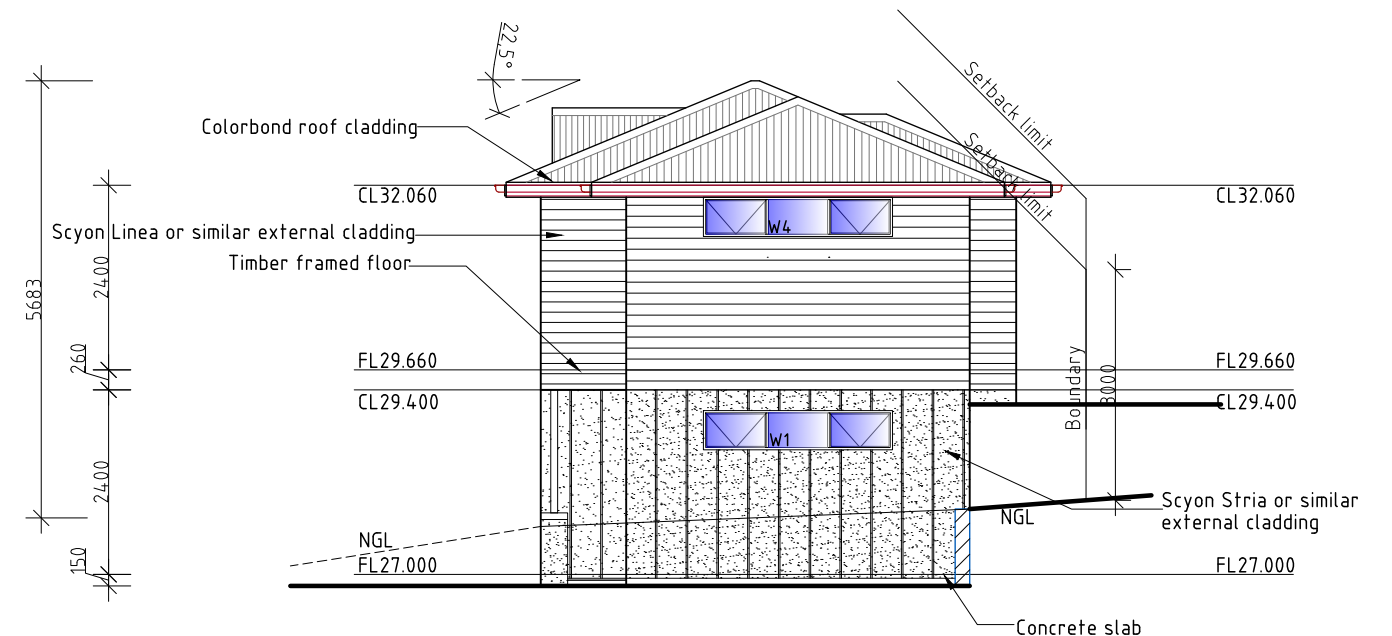 22.5°
Setback limit
Setback limit
Colorbond roof cladding
CL32.060
CL32.060
W4
Scyon Linea or similar external cladding
Timber framed floor
2400
5683
260
FL29.660
FL29.660
CL29.400
CL29.400
Boundary
3000
W1
2400
Scyon Stria or similar
external cladding
NGL
NGL
150
FL27.000
FL27.000
Concrete slab